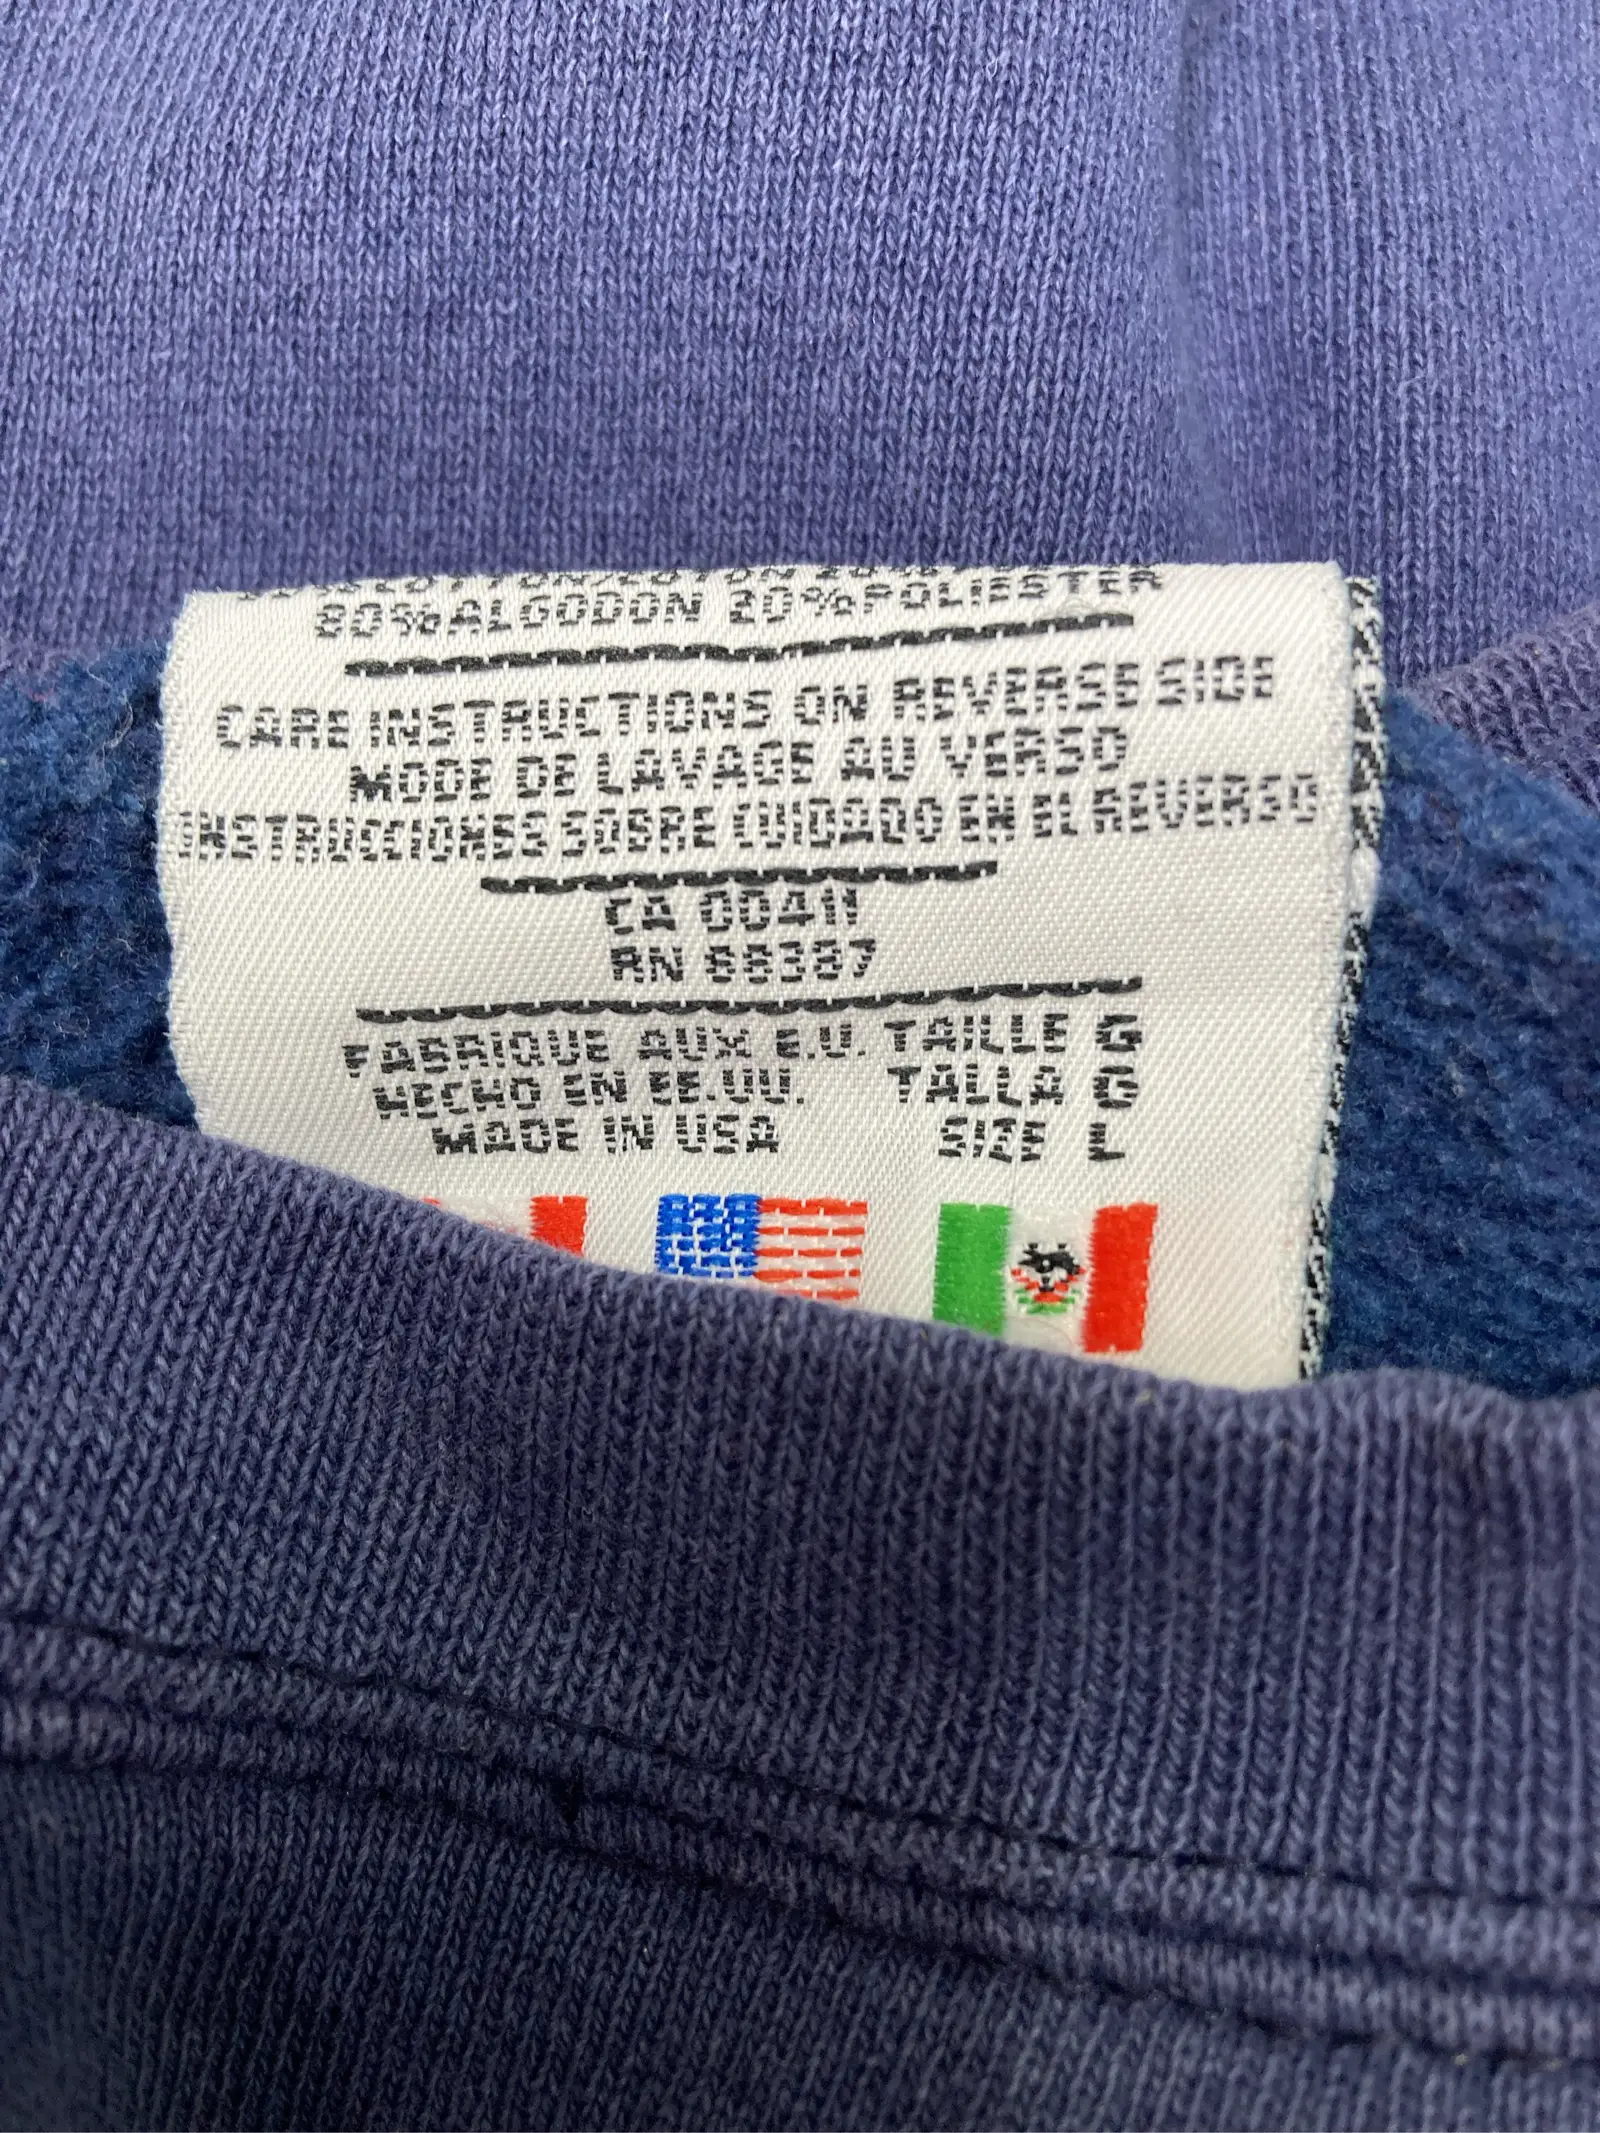 80% ALGODON 20% POLIESTER
CARE INSTRUCTIONS ON REVERSE SIDE
MODE DE LAVAGE AU VERSO
INSTRUCCIONES SOBRE CUIDADO EN EL REVERSO
CA 00411
RN
FABRIQUE AUX E.U. TAILLE G
HECHO EN EE.UU. TALLA G
MADE IN USA SIZE L